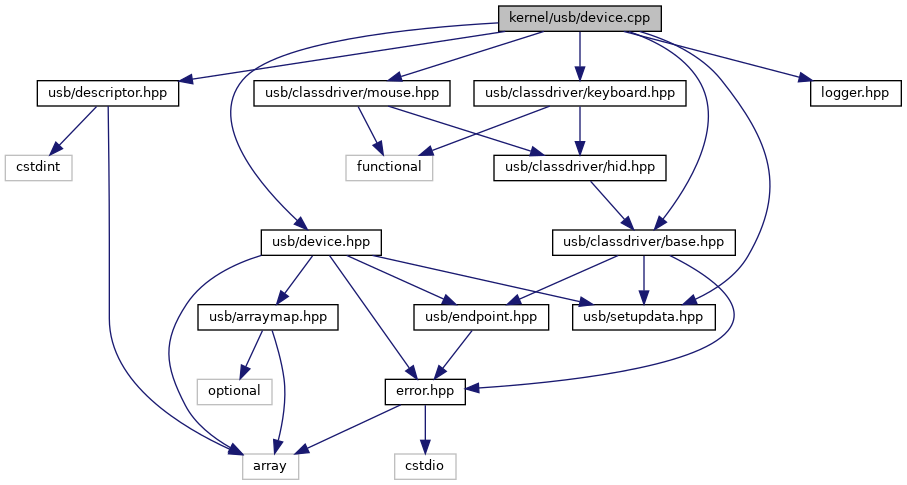 kernel/usb/device.cpp
usb/descriptor.hpp
usb/classdriver/mouse.hpp
usb/classdriver/keyboard.hpp
logger.hpp
cstdint
functional
usb/classdriver/hid.hpp
usb/device.hpp
usb/classdriver/base.hpp
usb/arraymap.hpp
usb/endpoint.hpp
usb/setupdata.hpp
optional
error.hpp
array
cstdio